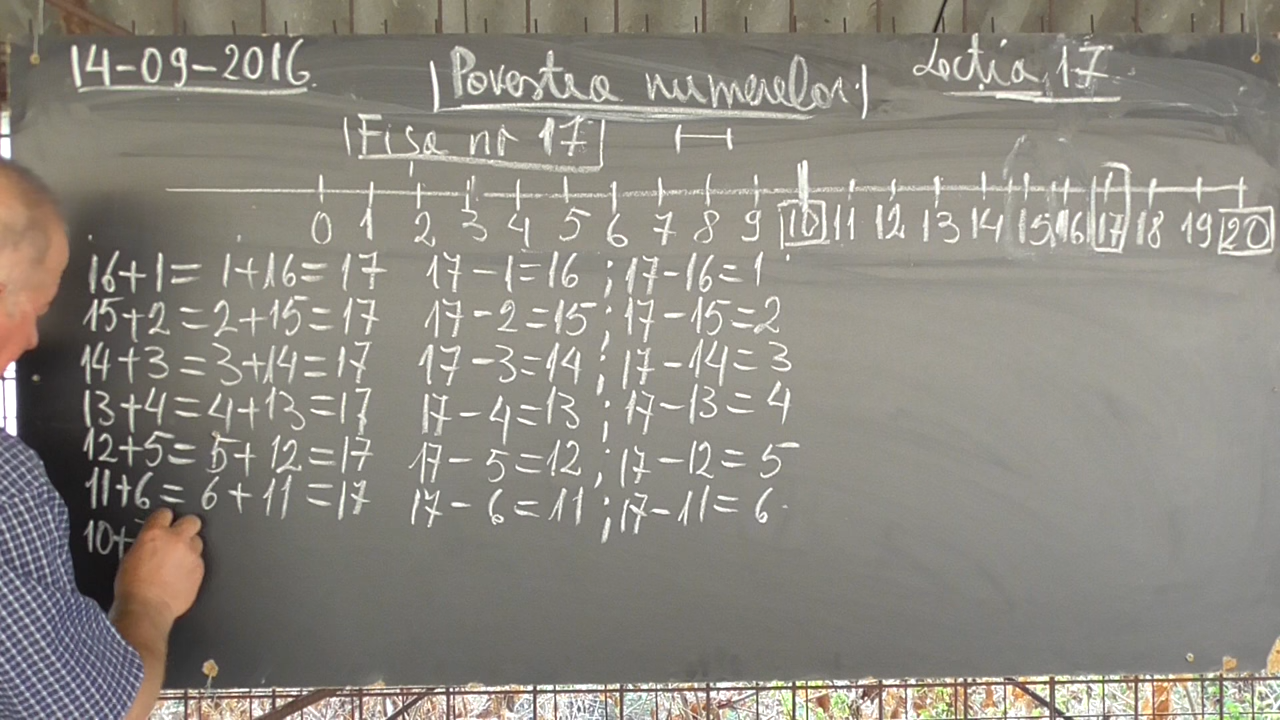 14-09-2016. Povestea numerelor Lectia 17
Fisa nr 17
0 1 2 3 4 5 6 7 8 9 10 11 12 13 14 15 16 17 18 19 20
16+1= 1+16=17 17-1=16 ; 17-16=1
15+2=2+15=17 17-2=15 ; 17-15=2
14+3=3+14=17 17-3=14 ; 17-14=3
13+4=4+13=17 17-4=13 ; 17-13=4
12+5=5+12=17 17-5=12 ; 17-12=5
11+6=6+11=17 17-6=11 ; 17-11=6
10+